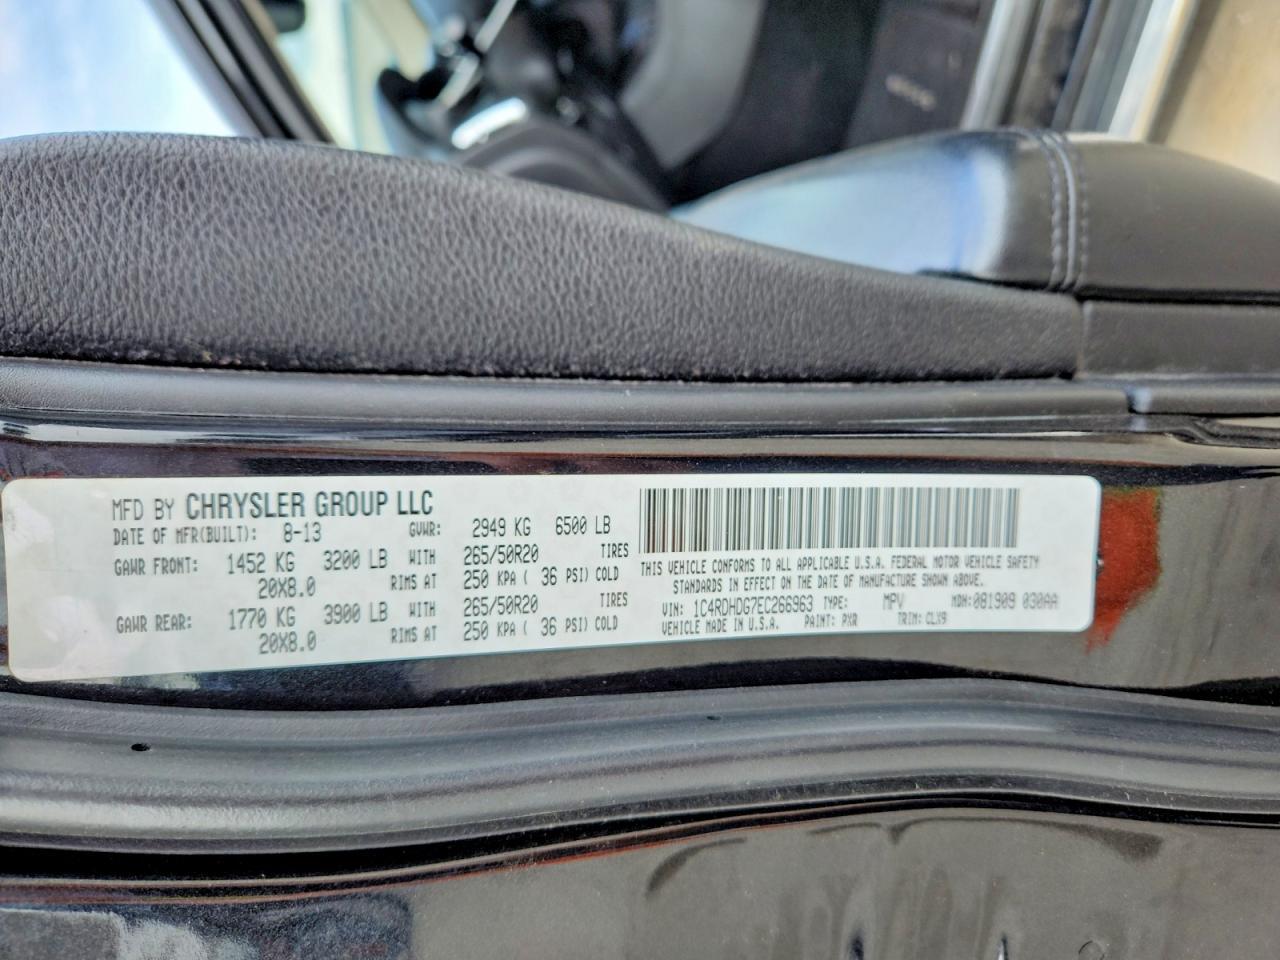 MFD BY CHRYSLER GROUP LLC
DATE OF MFR(BUILT): 8-13 GVWR: 2949 KG 6500 LB
GAWR FRONT: 1452 KG 3200 LB WITH 265/50R20 TIRES
20X8.0 RIMS AT 250 KPA ( 36 PSI) COLD
GAWR REAR: 1770 KG 3900 LB WITH 265/50R20 TIRES
20X8.0 RIMS AT 250 KPA ( 36 PSI) COLD
THIS VEHICLE CONFORMS TO ALL APPLICABLE U.S.A. FEDERAL MOTOR VEHICLE SAFETY
STANDARDS IN EFFECT ON THE DATE OF MANUFACTURE SHOWN ABOVE.
VIN: 1C4RDHDG7EC266963 TYPE: MPV MDH: 081909 030AA
VEHICLE MADE IN U.S.A. PAINT: PXR TRIM: CLX9